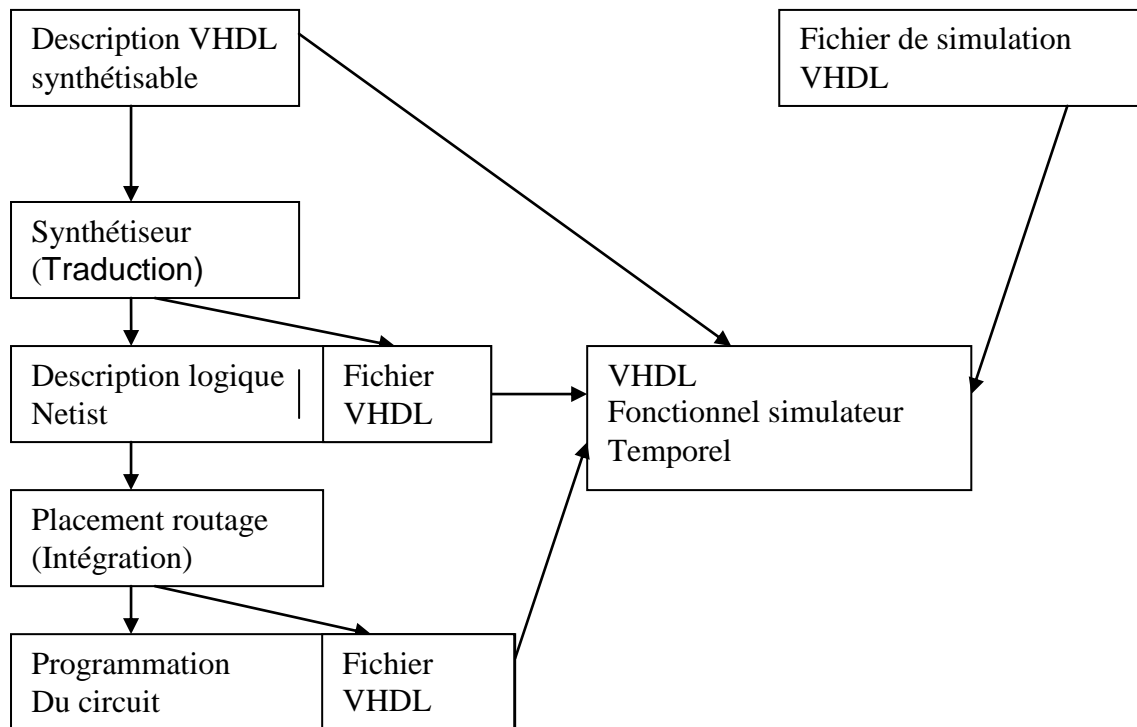 Description VHDL
synthétisable
Fichier de simulation
VHDL
Synthétiseur
(Traduction)
Description logique
Netist
Fichier
VHDL
VHDL
Fonctionnel simulateur
Temporel
Placement routage
(Intégration)
Programmation
Du circuit
Fichier
VHDL